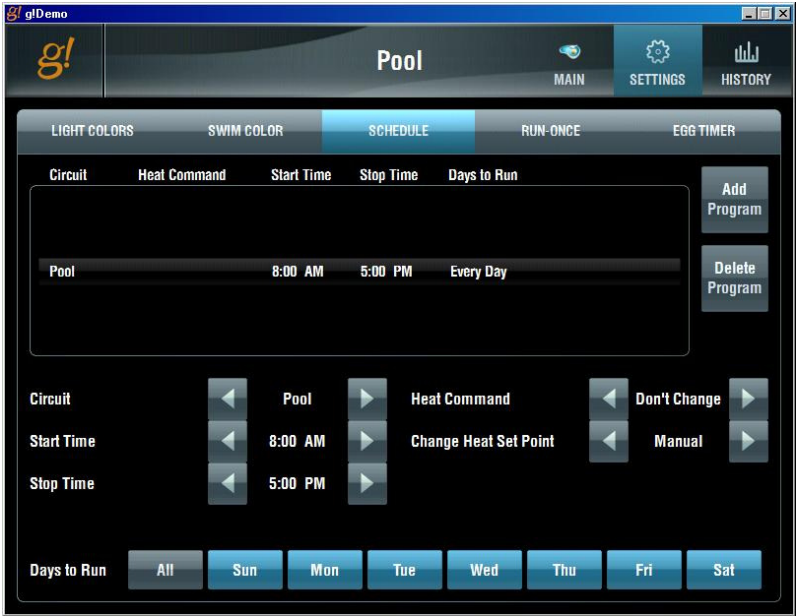 g! g!Demo
g! Pool MAIN SETTINGS HISTORY
LIGHT COLORS SWIM COLOR SCHEDULE RUN-ONCE EGG TIMER
Circuit Heat Command Start Time Stop Time Days to Run
Add Program
Pool 8:00 AM 5:00 PM Every Day
Delete Program
Circuit Pool Heat Command Don't Change
Start Time 8:00 AM Change Heat Set Point Manual
Stop Time 5:00 PM
Days to Run All Sun Mon Tue Wed Thu Fri Sat